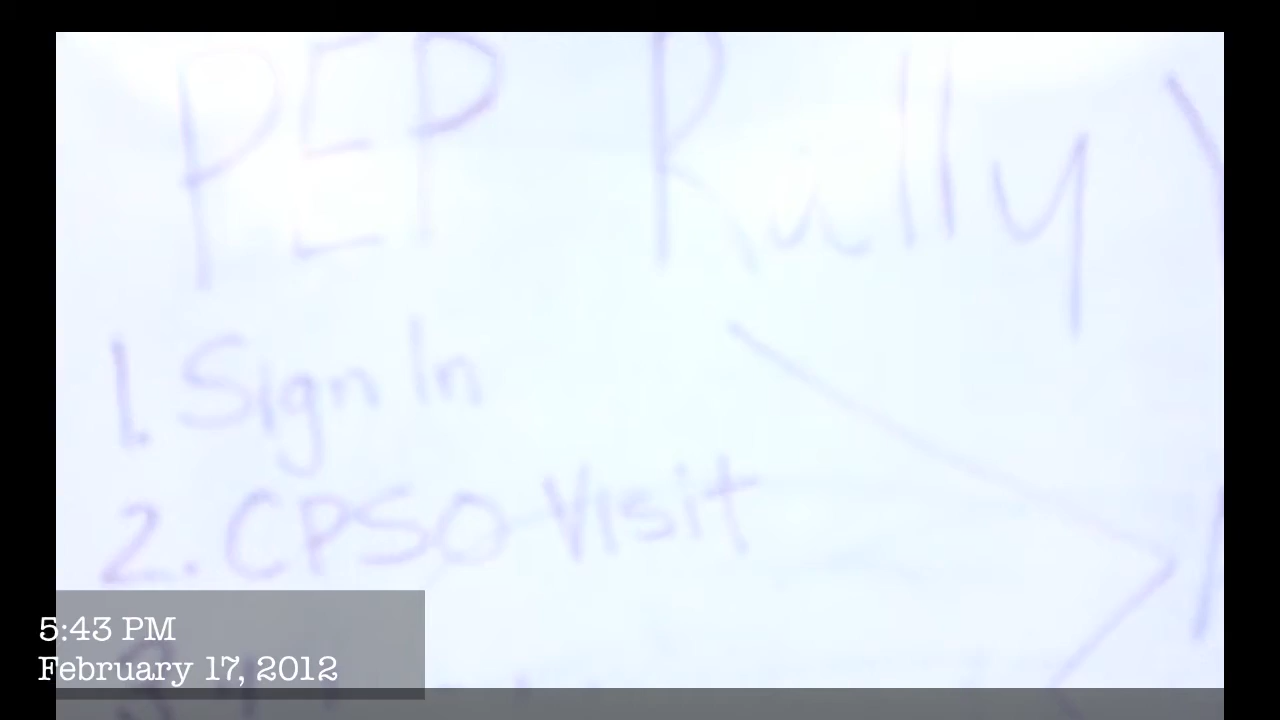 PEP Rally
1. Sign In
2. CPSO Visit
5:43 PM
February 17, 2012